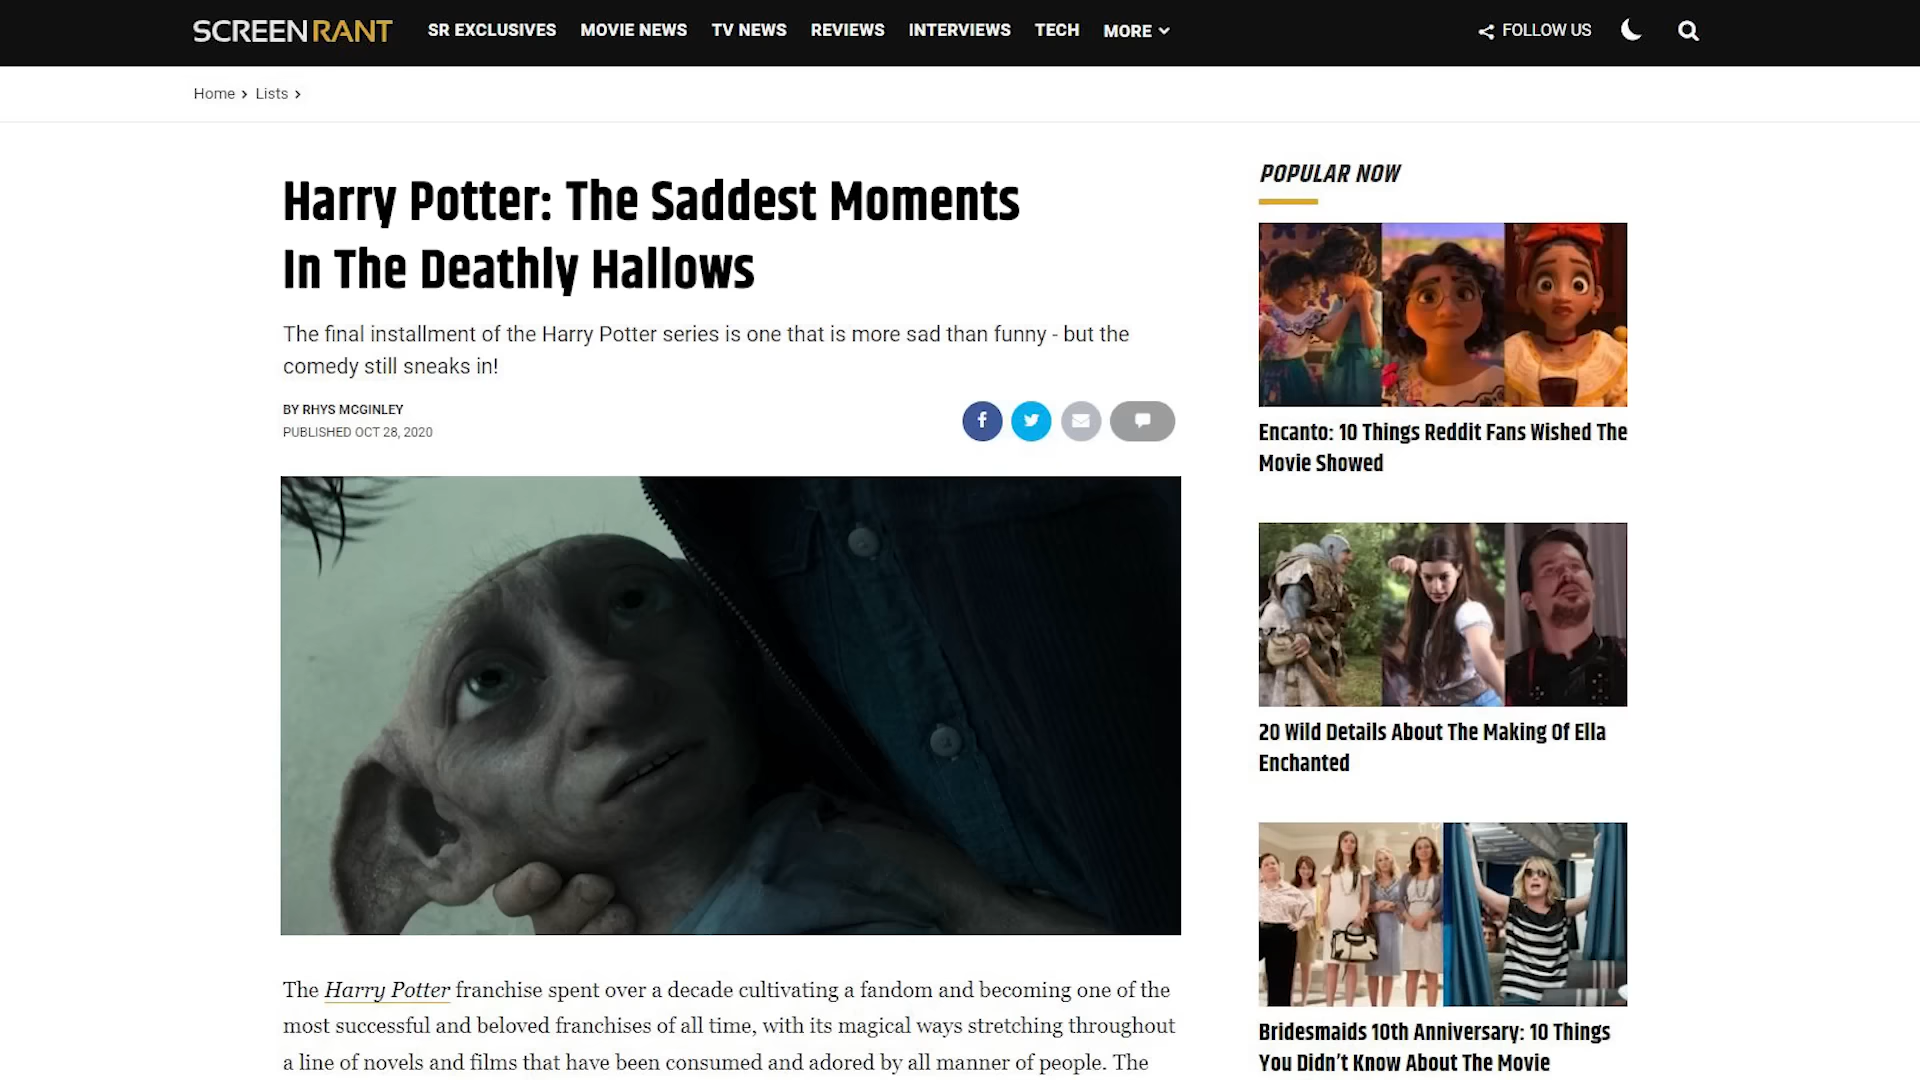 SCREENRANT SR EXCLUSIVES MOVIE NEWS TV NEWS REVIEWS INTERVIEWS TECH MORE FOLLOW US
Home > Lists >
Harry Potter: The Saddest Moments
In The Deathly Hallows
The final installment of the Harry Potter series is one that is more sad than funny - but the
comedy still sneaks in!
BY RHYS MCGINLEY
PUBLISHED OCT 28, 2020
The Harry Potter franchise spent over a decade cultivating a fandom and becoming one of the
most successful and beloved franchises of all time, with its magical ways stretching throughout
a line of novels and films that have been consumed and adored by all manner of people. The
POPULAR NOW
Encanto: 10 Things Reddit Fans Wished The
Movie Showed
20 Wild Details About The Making Of Ella
Enchanted
Bridesmaids 10th Anniversary: 10 Things
You Didn't Know About The Movie